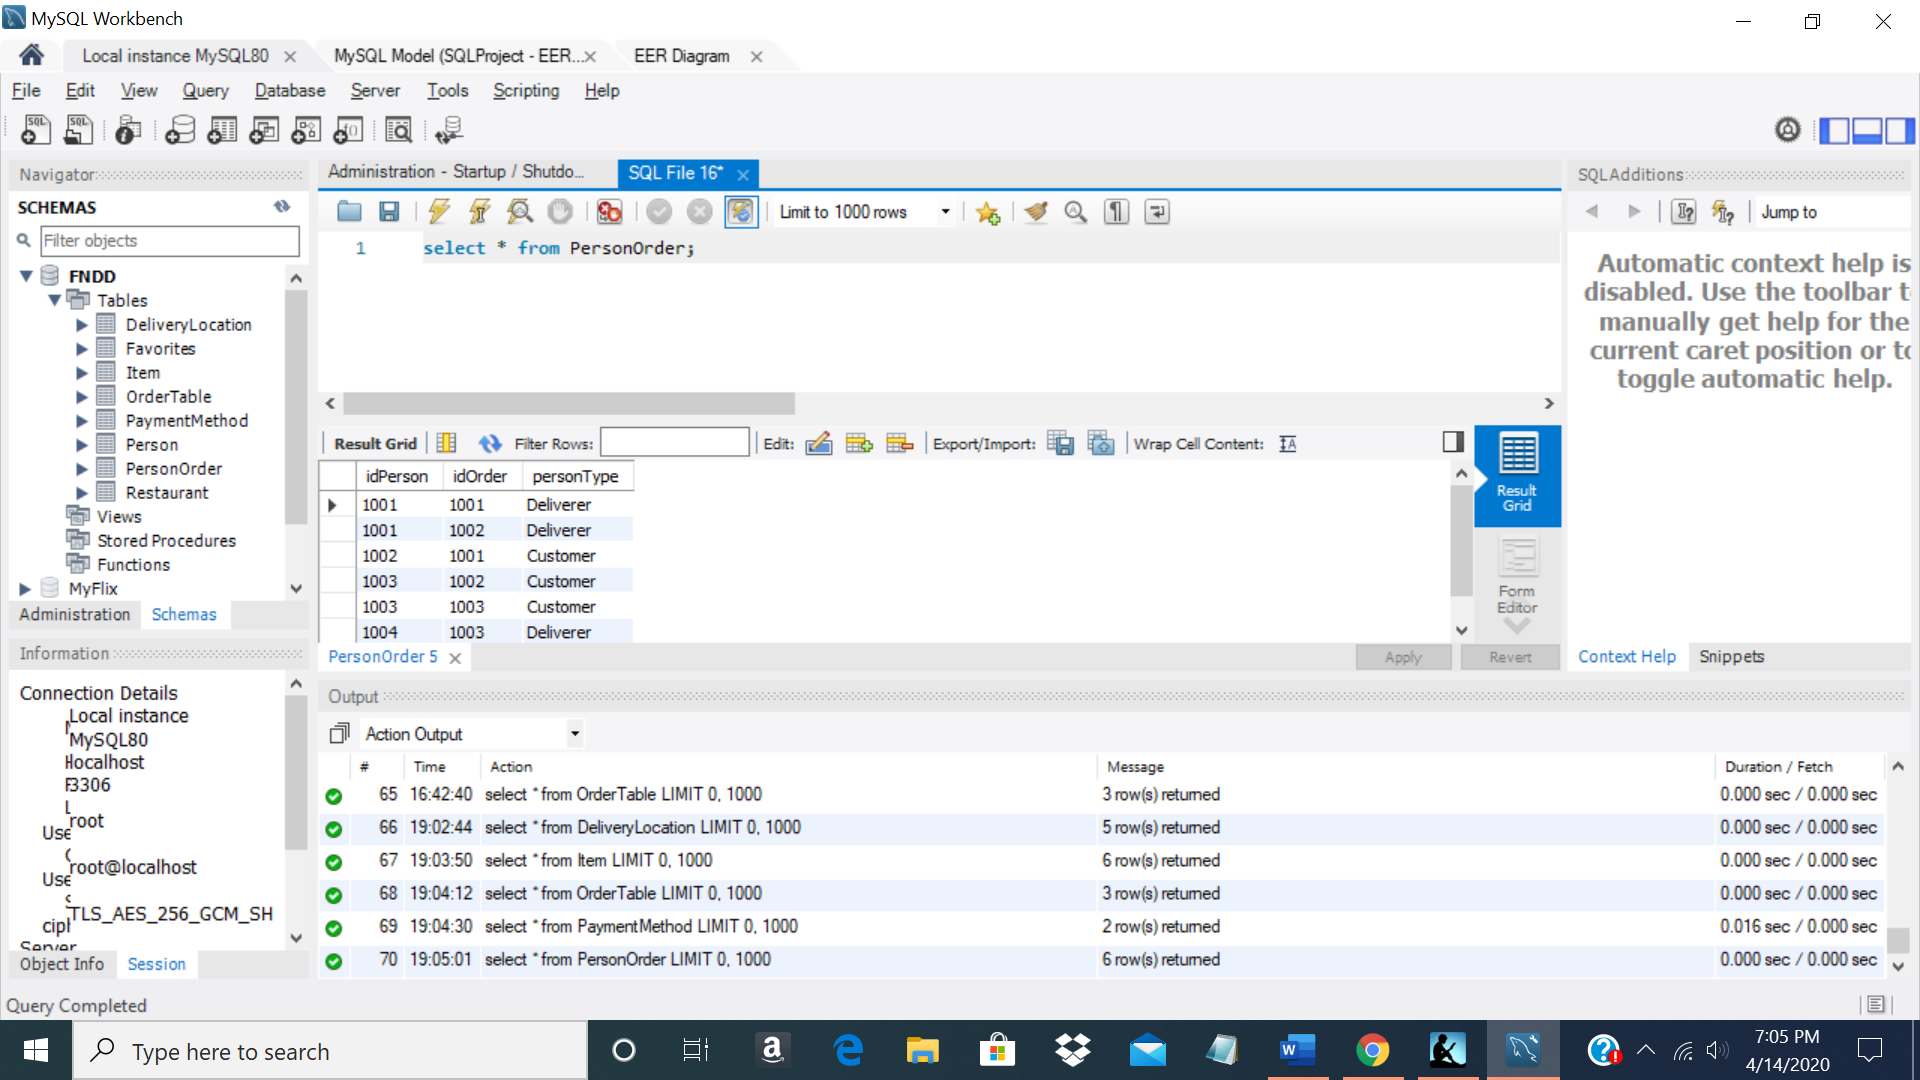 MySQL Workbench
Local instance MySQL80
MySQL Model (SQLProject - EER...
EER Diagram
File Edit View Query Database Server Tools Scripting Help
Navigator
SCHEMAS
Filter objects
FNDD
Tables
DeliveryLocation
Favorites
Item
OrderTable
PaymentMethod
Person
PersonOrder
Restaurant
Views
Stored Procedures
Functions
MyFlix
Administration Schemas
Information
Connection Details
Local instance
MySQL80
localhost
3306
root
Use
root@localhost
Use
TLS_AES_256_GCM_SH
ciph
Server
Object Info Session
Query Completed
Administration - Startup / Shutdo...
SQL File 16*
Limit to 1000 rows
1 select * from PersonOrder;
Result Grid Filter Rows: Edit: Export/Import: Wrap Cell Content:
idPerson idOrder personType
1001 1001 Deliverer
1001 1002 Deliverer
1002 1001 Customer
1003 1002 Customer
1003 1003 Customer
1004 1003 Deliverer
Result
Grid
Form
Editor
PersonOrder 5
Apply Revert
SQLAdditions
Jump to
Automatic context help is
disabled. Use the toolbar t
manually get help for the
current caret position or to
toggle automatic help.
Context Help Snippets
Output
Action Output
# Time Action Message Duration / Fetch
65 16:42:40 select * from OrderTable LIMIT 0, 1000 3 row(s) returned 0.000 sec / 0.000 sec
66 19:02:44 select * from DeliveryLocation LIMIT 0, 1000 5 row(s) returned 0.000 sec / 0.000 sec
67 19:03:50 select * from Item LIMIT 0, 1000 6 row(s) returned 0.000 sec / 0.000 sec
68 19:04:12 select * from OrderTable LIMIT 0, 1000 3 row(s) returned 0.000 sec / 0.000 sec
69 19:04:30 select * from PaymentMethod LIMIT 0, 1000 2 row(s) returned 0.016 sec / 0.000 sec
70 19:05:01 select * from PersonOrder LIMIT 0, 1000 6 row(s) returned 0.000 sec / 0.000 sec
Type here to search
7:05 PM
4/14/2020